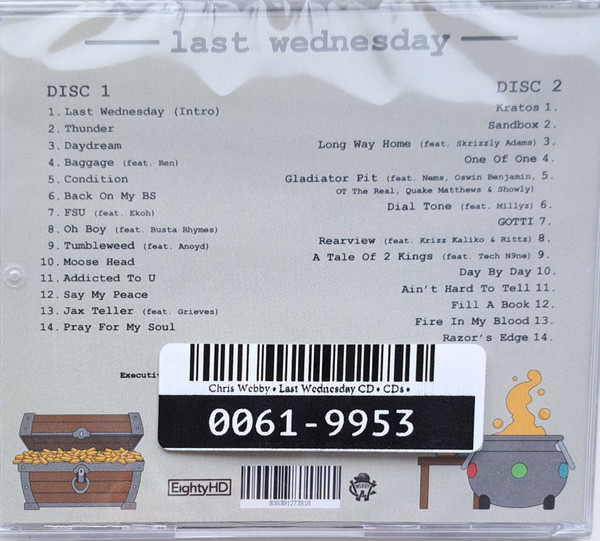 last wednesday
DISC 1
1. Last Wednesday (Intro)
2. Thunder
3. Daydream
4. Baggage (feat. Ren)
5. Condition
6. Back On My BS
7. FSU (feat. Ekoh)
8. Oh Boy (feat. Busta Rhymes)
9. Tumbleweed (feat. Anoyd)
10. Moose Head
11. Addicted To U
12. Say My Peace
13. Jax Teller (feat. Grieves)
14. Pray For My Soul
DISC 2
Kratos 1.
Sandbox 2.
Long Way Home (feat. Skrizzly Adams) 3.
One Of One 4.
Gladiator Pit (feat. Nems, Oswin Benjamin, 5.
OT The Real, Quake Matthews & Showly)
Dial Tone (feat. Millyz) 6.
GOTTI 7.
Rearview (feat. Krizz Kaliko & Rittz) 8.
A Tale Of 2 Kings (feat. Tech N9ne) 9.
Day By Day 10.
Ain't Hard To Tell 11.
Fill A Book 12.
Fire In My Blood 13.
Razor's Edge 14.
Executiv
Chris Webby • Last Wednesday CD • CDs •
0061-9953
EightyHD